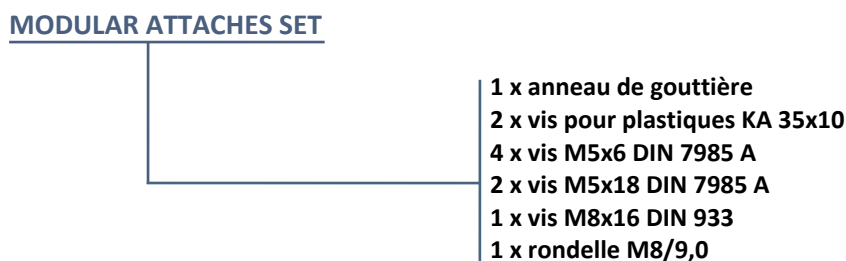 MODULAR ATTACHES SET
1 x anneau de gouttière
2 x vis pour plastiques KA 35x10
4 x vis M5x6 DIN 7985 A
2 x vis M5x18 DIN 7985 A
1 x vis M8x16 DIN 933
1 x rondelle M8/9,0